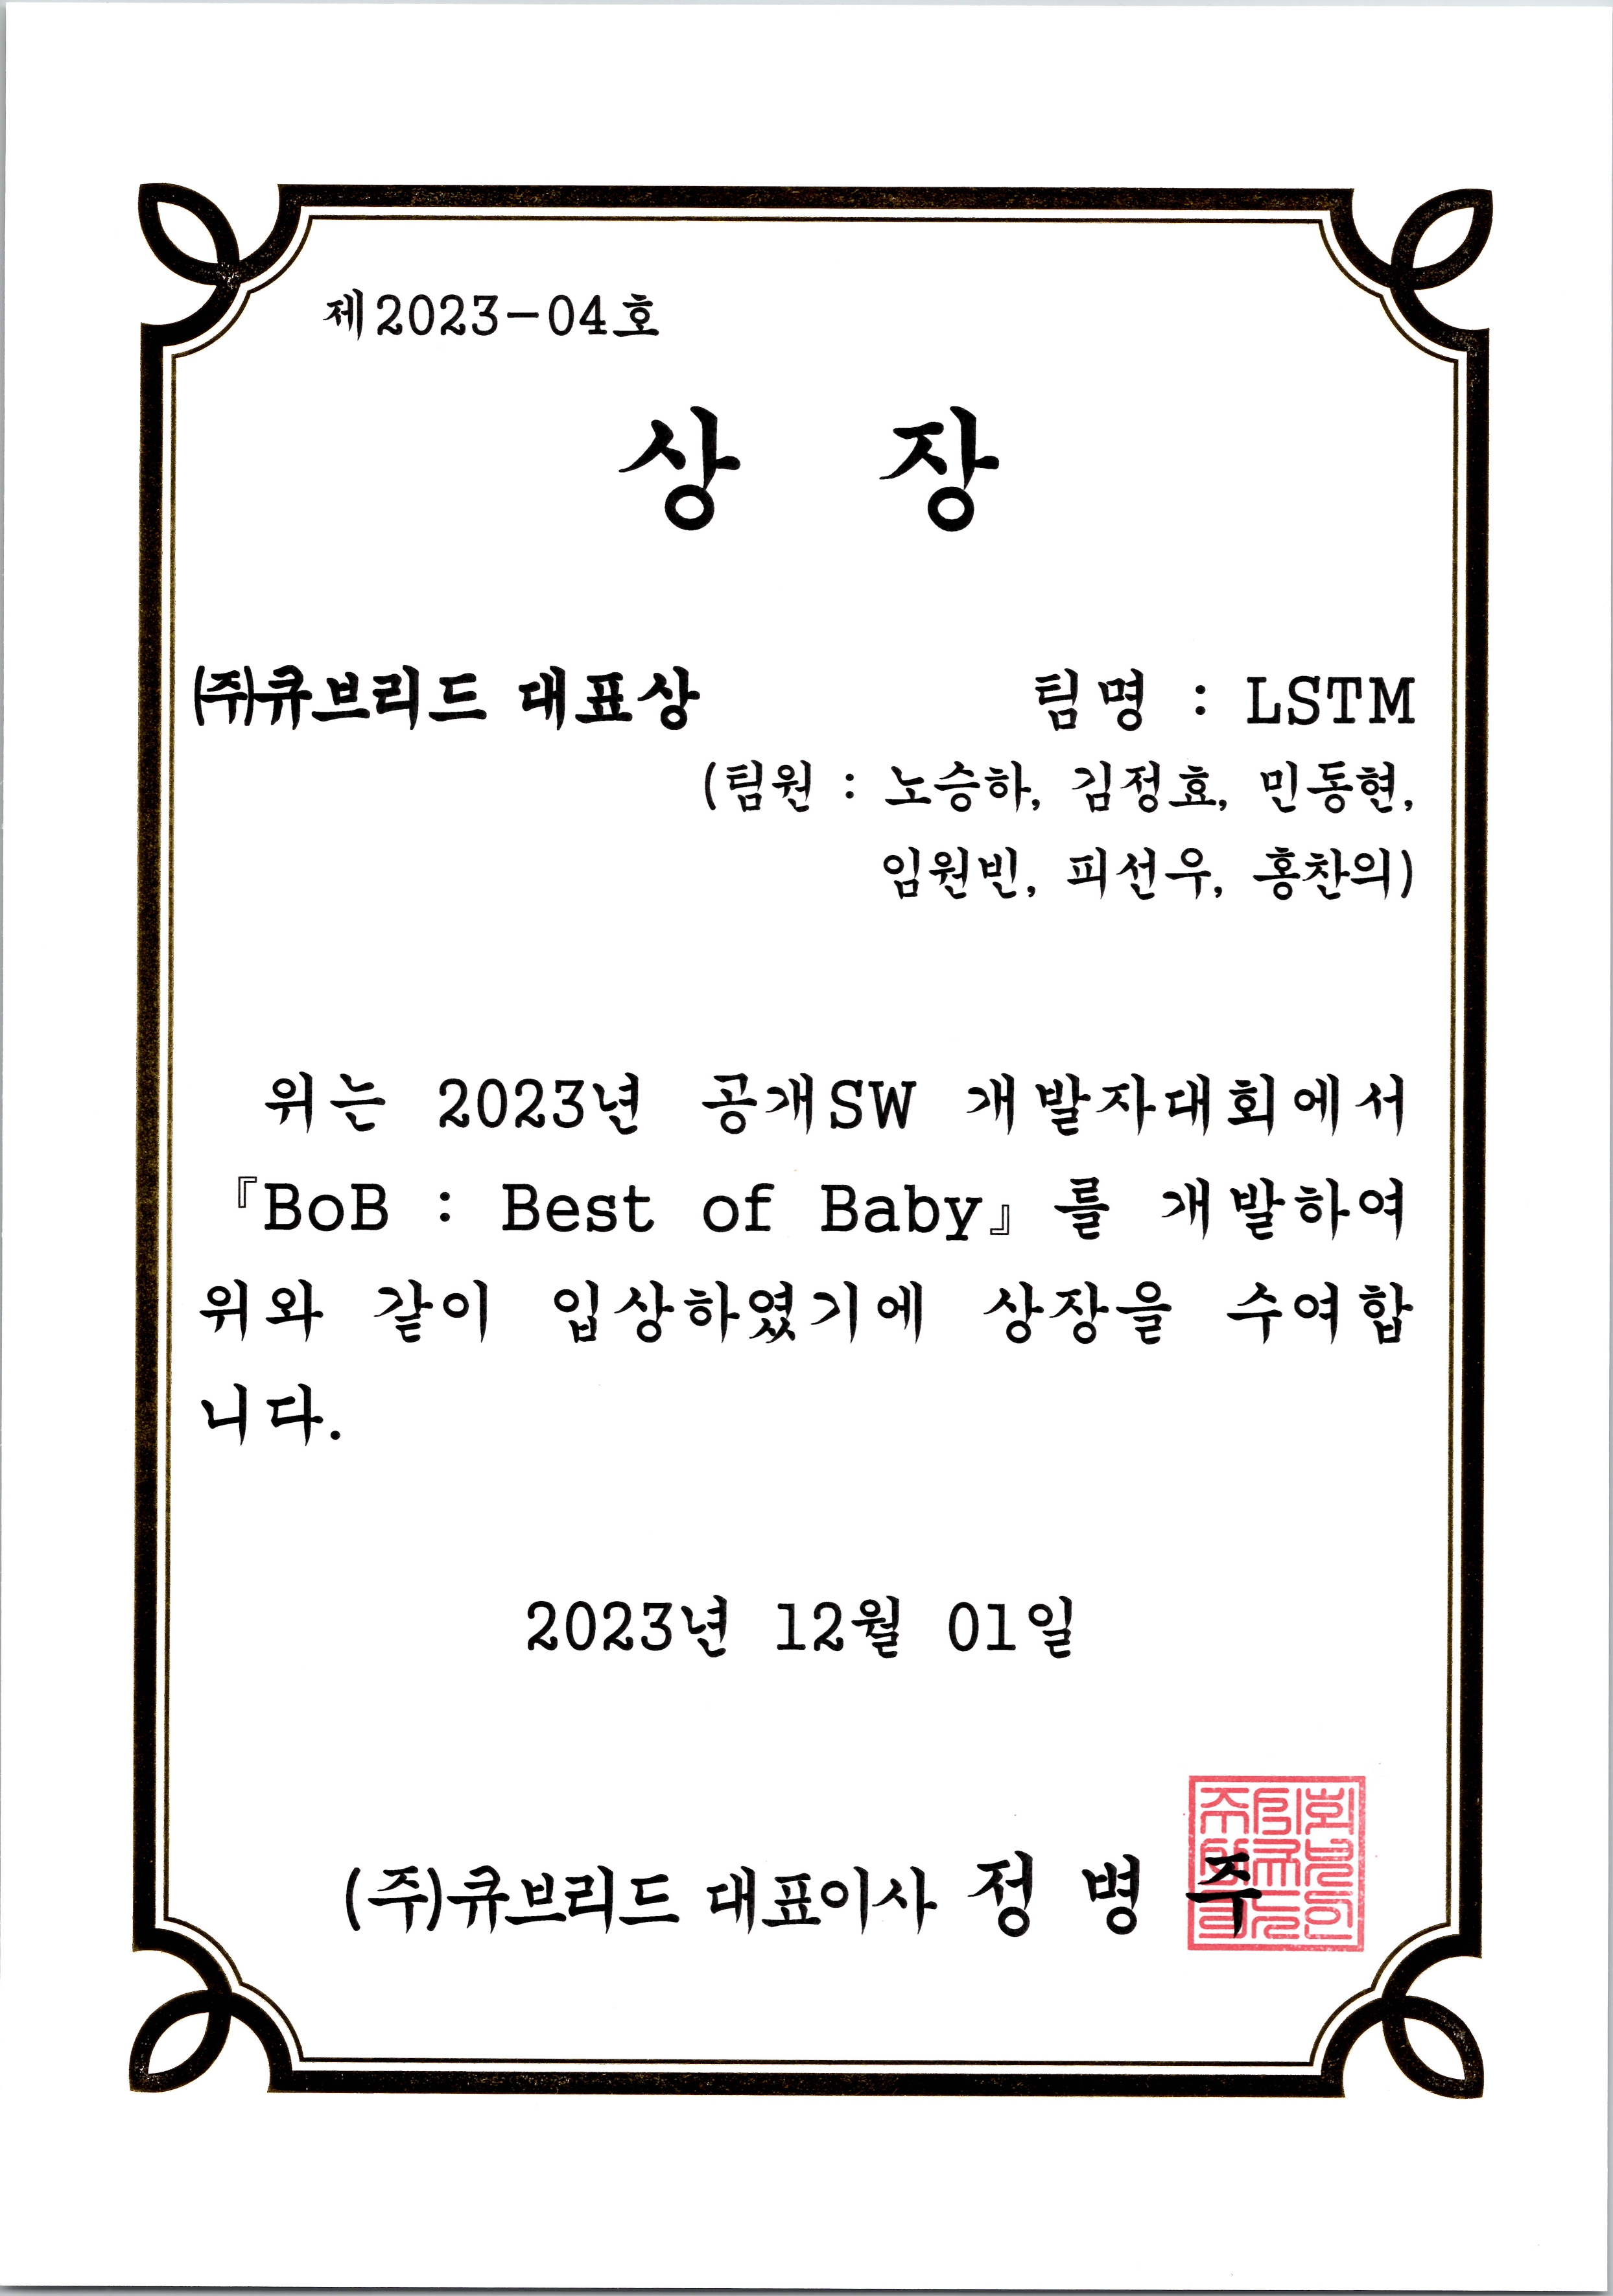 제2023-04호
상 장
㈜큐브리드 대표상 팀명 : LSTM
(팀원 : 노승하, 김정효, 민동현,
임원빈, 피선우, 홍찬의)
위는 2023년 공개SW 개발자대회에서
『BoB : Best of Baby』를 개발하여
위와 같이 입상하였기에 상장을 수여합
니다.
2023년 12월 01일
(주)큐브리드 대표이사 정 병 주